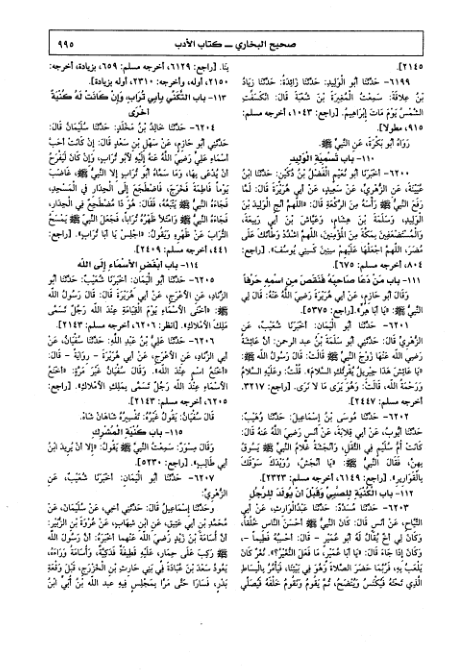 صحيح البخاري ــ كتاب الأدب
٩٩٥
٢١٤٥].
٦١٩٩- حَدَّثَنَا أَبُو الْوَلِيدِ: حَدَّثَنَا زَائِدَةُ: حَدَّثَنَا زِيَادُ
بْنُ عِلَاقَةَ: سَمِعْتُ الْمُغِيرَةَ بْنَ شُعْبَةَ قَالَ: انْكَسَفَتِ
الشَّمْسُ يَوْمَ مَاتَ إِبْرَاهِيمُ. [راجع: ١٠٤٣، أخرجه مسلم:
٩١٥، مطولا].
رَوَاهُ أَبُو بَكْرَةَ، عَنِ النَّبِيِّ ﷺ.
١١٠- باب تَسْمِيَةِ الْوَلِيدِ
٦٢٠٠- أَخْبَرَنَا أَبُو نُعَيْمٍ الْفَضْلُ بْنُ دُكَيْنٍ: حَدَّثَنَا ابْنُ
عُيَيْنَةَ، عَنِ الزُّهْرِيِّ، عَنْ سَعِيدٍ، عَنْ أَبِي هُرَيْرَةَ قَالَ: لَمَّا
رَفَعَ النَّبِيُّ ﷺ رَأْسَهُ مِنَ الرَّكْعَةِ قَالَ: «اللَّهُمَّ أَنْجِ الْوَلِيدَ بْنَ
الْوَلِيدِ، وَسَلَمَةَ بْنَ هِشَامٍ، وَعَيَّاشَ بْنَ أَبِي رَبِيعَةَ،
وَالْمُسْتَضْعَفِينَ بِمَكَّةَ مِنَ الْمُؤْمِنِينَ، اللَّهُمَّ اشْدُدْ وَطْأَتَكَ عَلَى
مُضَرَ، اللَّهُمَّ اجْعَلْهَا عَلَيْهِمْ سِنِينَ كَسِنِي يُوسُفَ». [راجع:
٨٠٤، أخرجه مسلم: ٦٧٥].
١١١- باب مَنْ دَعَا صَاحِبَهُ فَنَقَصَ مِنِ اسْمِهِ حَرْفًا
وَقَالَ أَبُو حَازِمٍ، عَنْ أَبِي هُرَيْرَةَ رَضِيَ اللَّهُ عَنْهُ: قَالَ لِي
النَّبِيُّ ﷺ: «يَا أَبَا هِرٍّ». [راجع: ٥٣٧٥].
٦٢٠١- حَدَّثَنَا أَبُو الْيَمَانِ: أَخْبَرَنَا شُعَيْبٌ، عَنِ
الزُّهْرِيِّ قَالَ: حَدَّثَنِي أَبُو سَلَمَةَ بْنُ عَبْدِ الرحمن: أَنَّ عَائِشَةَ
رَضِيَ اللَّهُ عَنْهَا زَوْجَ النَّبِيِّ ﷺ قَالَتْ: قَالَ رَسُولُ اللَّهِ ﷺ:
«يَا عَائِشَ هَذَا جِبْرِيلُ يُقْرِئُكِ السَّلَامَ». قُلْتُ: وَعَلَيْهِ السَّلَامُ
وَرَحْمَةُ اللَّهِ، قَالَتْ: وَهُوَ يَرَى مَا لَا نَرَى. [راجع: ٣٢١٧،
أخرجه مسلم: ٢٤٤٧].
٦٢٠٢- حَدَّثَنَا مُوسَى بْنُ إِسْمَاعِيلَ: حَدَّثَنَا وُهَيْبٌ:
حَدَّثَنَا أَيُّوبُ، عَنْ أَبِي قِلَابَةَ، عَنْ أَنَسٍ رَضِيَ اللَّهُ عَنْهُ قَالَ:
كَانَتْ أُمُّ سُلَيْمٍ فِي الثَّقَلِ، وَأَنْجَشَةُ غُلَامُ النَّبِيِّ ﷺ يَسُوقُ
بِهِنَّ، فَقَالَ النَّبِيُّ ﷺ: «يَا أَنْجَشُ، رُوَيْدَكَ سَوْقَكَ
بِالْقَوَارِيرِ». [راجع: ٦١٤٩، أخرجه مسلم: ٢٣٢٣].
١١٢- باب الْكُنْيَةِ لِلصَّبِيِّ وَقَبْلَ أَنْ يُولَدَ لِلرَّجُلِ
٦٢٠٣- حَدَّثَنَا مُسَدَّدٌ: حَدَّثَنَا عَبْدُالْوَارِثِ، عَنْ أَبِي
التَّيَّاحِ، عَنْ أَنَسٍ قَالَ: كَانَ النَّبِيُّ ﷺ أَحْسَنَ النَّاسِ خُلُقًا،
وَكَانَ لِي أَخٌ يُقَالُ لَهُ أَبُو عُمَيْرٍ - قَالَ: أَحْسِبُهُ فَطِيمًا -،
وَكَانَ إِذَا جَاءَ قَالَ: «يَا أَبَا عُمَيْرٍ، مَا فَعَلَ النُّغَيْرُ؟». نُغَرٌ كَانَ
يَلْعَبُ بِهِ، فَرُبَّمَا حَضَرَ الصَّلَاةَ وَهُوَ فِي بَيْتِنَا، فَيَأْمُرُ بِالْبِسَاطِ
الَّذِي تَحْتَهُ فَيُكْنَسُ وَيُنْضَحُ، ثُمَّ يَقُومُ وَنَقُومُ خَلْفَهُ فَيُصَلِّي
بِنَا. [راجع: ٦١٢٩، أخرجه مسلم: ٦٥٩، بزيادة، أخرجه:
٢١٥٠، أوله، وأخرجه: ٢٣١٠، أوله بزيادة].
١١٣- باب التَّكَنِّي بِأَبِي تُرَابٍ، وَإِنْ كَانَتْ لَهُ كُنْيَةٌ
أُخْرَى
٦٢٠٤- حَدَّثَنَا خَالِدُ بْنُ مَخْلَدٍ: حَدَّثَنَا سُلَيْمَانُ قَالَ:
حَدَّثَنِي أَبُو حَازِمٍ، عَنْ سَهْلِ بْنِ سَعْدٍ قَالَ: إِنْ كَانَتْ أَحَبَّ
أَسْمَاءِ عَلِيٍّ رَضِيَ اللَّهُ عَنْهُ إِلَيْهِ لَأَبُو تُرَابٍ، وَإِنْ كَانَ لَيَفْرَحُ
أَنْ يُدْعَى بِهَا، وَمَا سَمَّاهُ أَبُو تُرَابٍ إِلَّا النَّبِيُّ ﷺ، غَاضَبَ
يَوْمًا فَاطِمَةَ فَخَرَجَ، فَاضْطَجَعَ إِلَى الْجِدَارِ فِي الْمَسْجِدِ،
فَجَاءَهُ النَّبِيُّ ﷺ يَتْبَعُهُ، فَقَالَ: هُوَ ذَا مُضْطَجِعٌ فِي الْجِدَارِ،
فَجَاءَهُ النَّبِيُّ ﷺ وَامْتَلَأَ ظَهْرُهُ تُرَابًا، فَجَعَلَ النَّبِيُّ ﷺ يَمْسَحُ
التُّرَابَ عَنْ ظَهْرِهِ وَيَقُولُ: «اجْلِسْ يَا أَبَا تُرَابٍ». [راجع:
٤٤١، أخرجه مسلم: ٢٤٠٩].
١١٤- باب أَبْغَضِ الْأَسْمَاءِ إِلَى اللَّه
٦٢٠٥- حَدَّثَنَا أَبُو الْيَمَانِ: أَخْبَرَنَا شُعَيْبٌ: حَدَّثَنَا أَبُو
الزِّنَادِ، عَنِ الْأَعْرَجِ، عَنْ أَبِي هُرَيْرَةَ قَالَ: قَالَ رَسُولُ اللَّهِ
ﷺ: «أَخْنَى الْأَسْمَاءِ يَوْمَ الْقِيَامَةِ عِنْدَ اللَّهِ رَجُلٌ تَسَمَّى
مَلِكَ الْأَمْلَاكِ». [انظر: ٦٢٠٦، أخرجه مسلم: ٢١٤٣].
٦٢٠٦- حَدَّثَنَا عَلِيُّ بْنُ عَبْدِ اللَّهِ: حَدَّثَنَا سُفْيَانُ، عَنْ
أَبِي الزِّنَادِ، عَنِ الْأَعْرَجِ، عَنْ أَبِي هُرَيْرَةَ - رِوَايَةً - قَالَ:
«أَخْنَعُ اسْمٍ عِنْدَ اللَّهِ. وَقَالَ سُفْيَانُ غَيْرَ مَرَّةٍ: أَخْنَعُ
الْأَسْمَاءِ عِنْدَ اللَّهِ رَجُلٌ تَسَمَّى بِمَلِكِ الْأَمْلَاكِ». [راجع:
٦٢٠٥، أخرجه مسلم: ٢١٤٣].
قَالَ سُفْيَانُ: يَقُولُ غَيْرُهُ: تَفْسِيرُهُ شَاهَانْ شَاهْ.
١١٥- باب كُنْيَةِ الْمُشْرِكِ
وَقَالَ مِسْوَرٌ: سَمِعْتُ النَّبِيَّ ﷺ يَقُولُ: «إِلَّا أَنْ يُرِيدَ ابْنُ
أَبِي طَالِبٍ». [راجع: ٥٢٣٠].
٦٢٠٧- حَدَّثَنَا أَبُو الْيَمَانِ: أَخْبَرَنَا شُعَيْبٌ، عَنِ
الزُّهْرِيِّ:
وحَدَّثَنَا إِسْمَاعِيلُ قَالَ: حَدَّثَنِي أَخِي، عَنْ سُلَيْمَانَ، عَنْ
مُحَمَّدِ بْنِ أَبِي عَتِيقٍ، عَنِ ابْنِ شِهَابٍ، عَنْ عُرْوَةَ بْنِ الزُّبَيْرِ:
أَنَّ أُسَامَةَ بْنَ زَيْدٍ رَضِيَ اللَّهُ عَنْهُمَا أَخْبَرَهُ: أَنَّ رَسُولَ اللَّهِ
ﷺ رَكِبَ عَلَى حِمَارٍ، عَلَيْهِ قَطِيفَةٌ فَدَكِيَّةٌ، وَأُسَامَةُ وَرَاءَهُ،
يَعُودُ سَعْدَ بْنَ عُبَادَةَ فِي بَنِي حَارِثِ بْنِ الْخَزْرَجِ، قَبْلَ وَقْعَةِ
بَدْرٍ، فَسَارَا حَتَّى مَرَّا بِمَجْلِسٍ فِيهِ عبد اللَّه بْنُ أُبَيٍّ ابْنُ